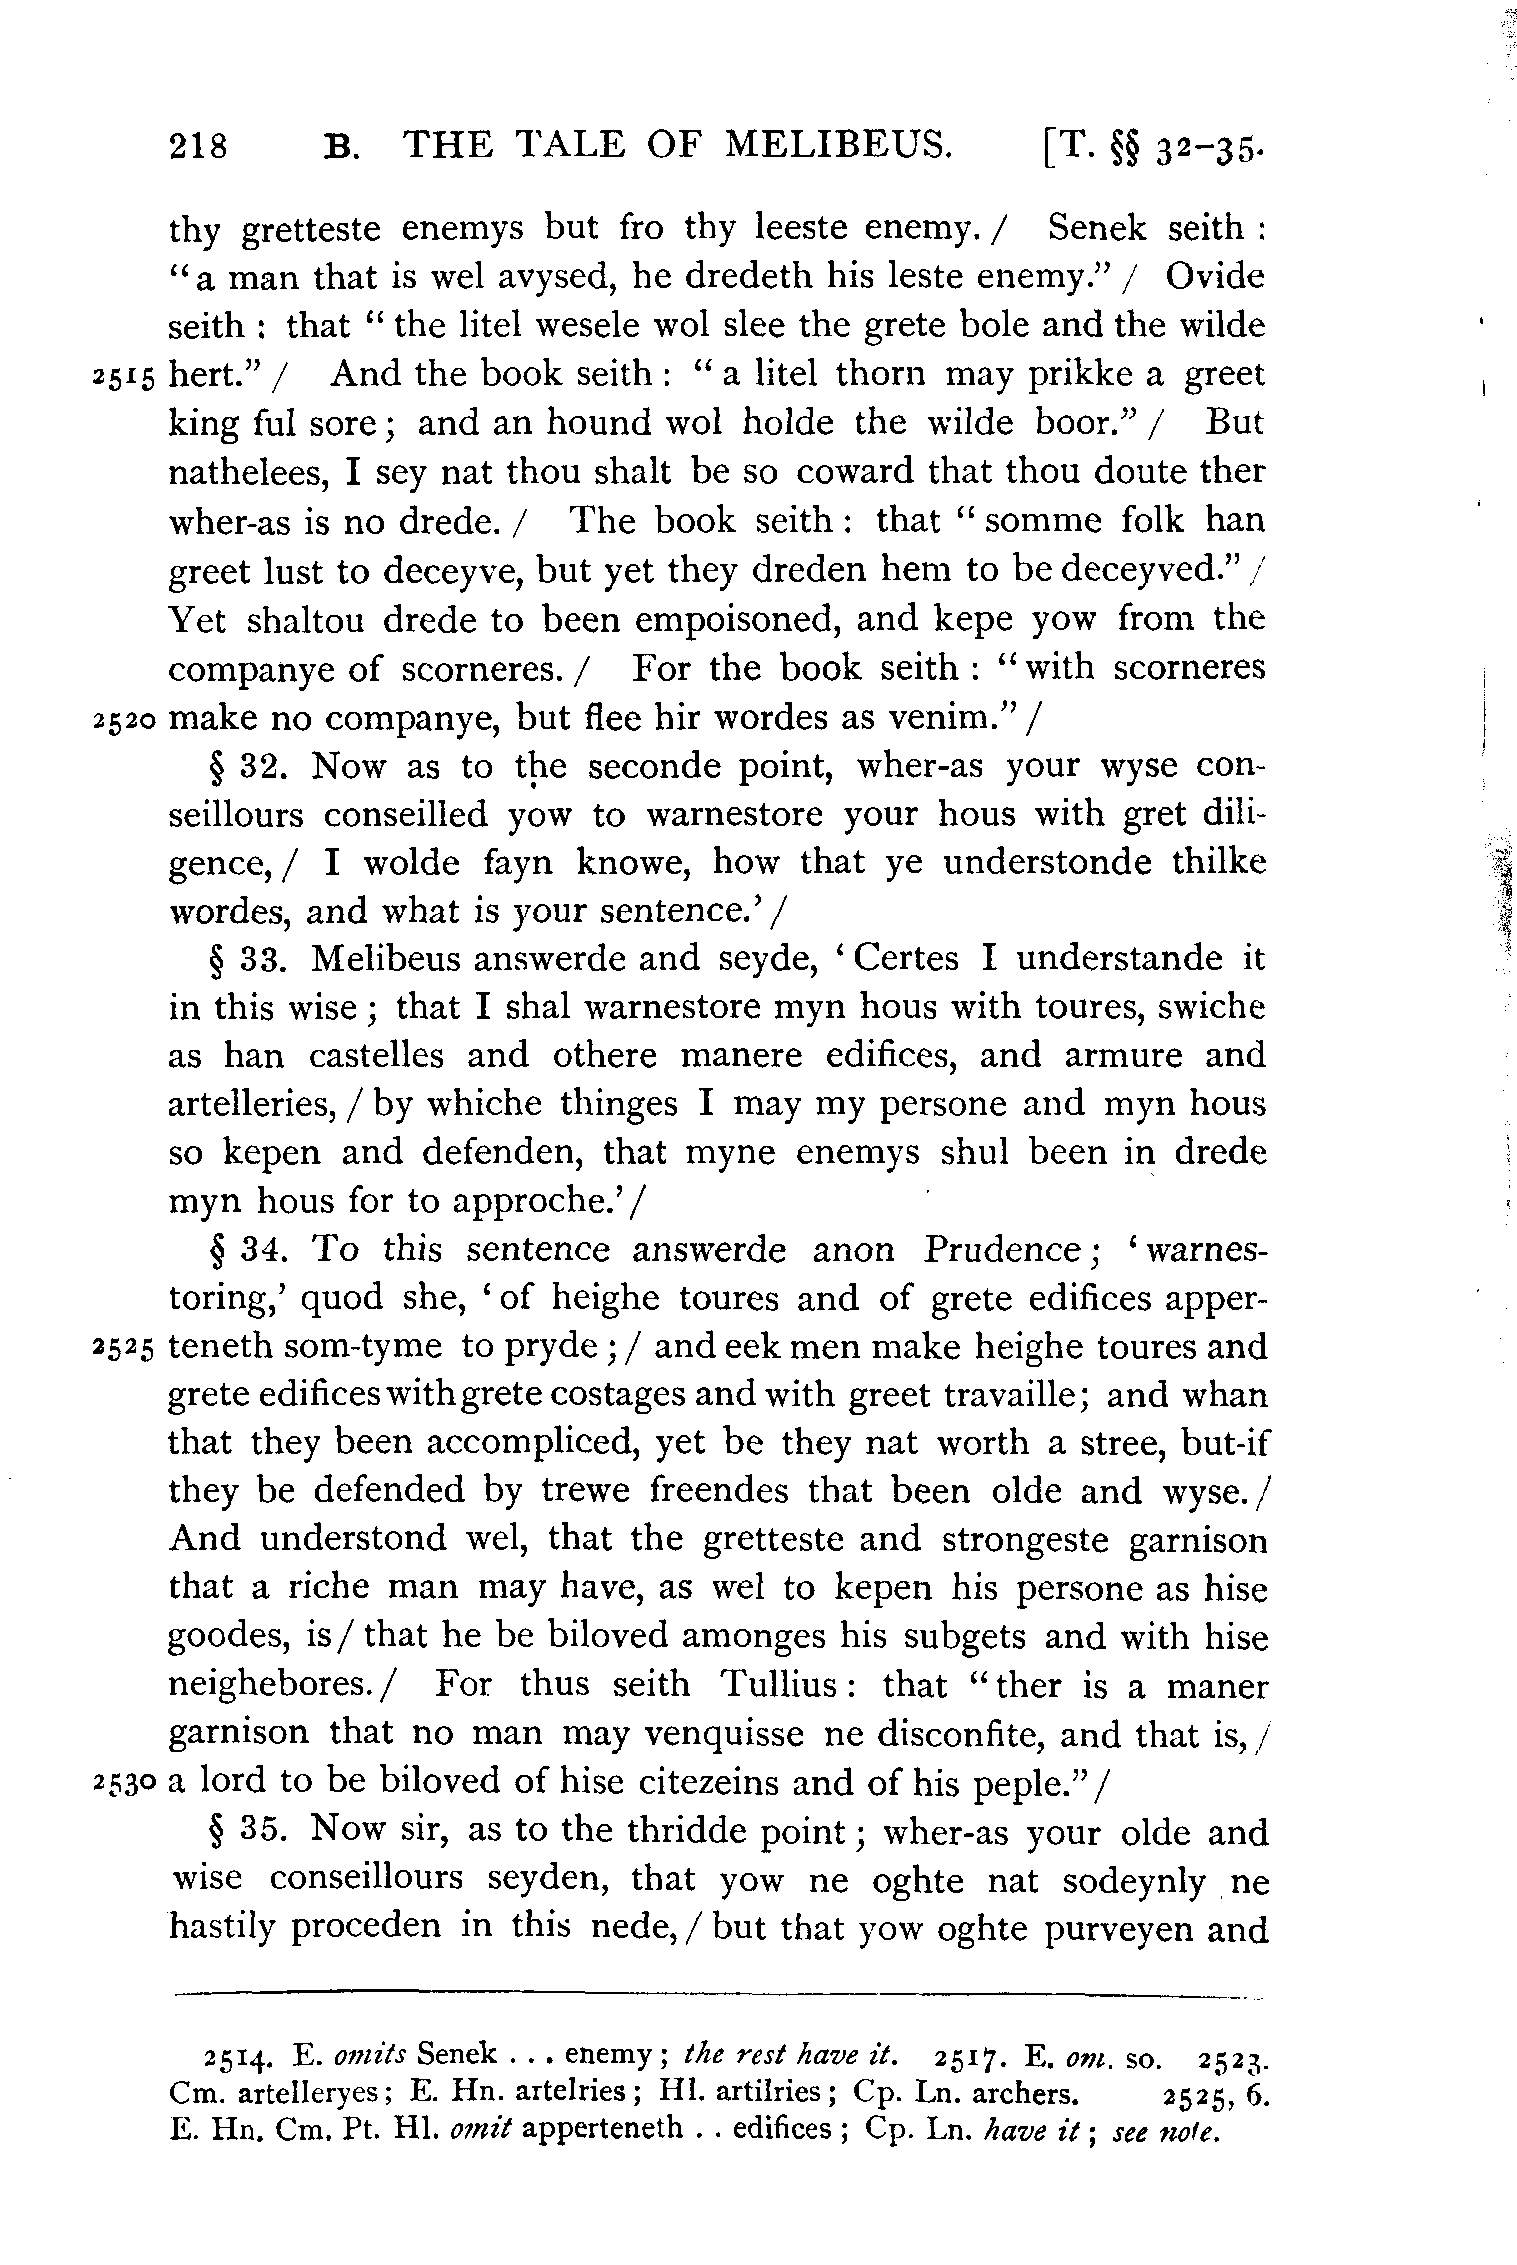 218 B. THE TALE OF MELIBEUS. [T. §§ 32-35.
thy gretteste enemys but fro thy leeste enemy. / Senek seith :
“a man that is wel avysed, he dredeth his leste enemy.” / Ovide
seith : that “ the litel wesele wol slee the grete bole and the wilde
2515 hert.” / And the book seith : “ a litel thorn may prikke a greet
king ful sore ; and an hound wol holde the wilde boor.” / But
nathelees, I sey nat thou shalt be so coward that thou doute ther
wher-as is no drede. / The book seith : that “ somme folk han
greet lust to deceyve, but yet they dreden hem to be deceyved.” /
Yet shaltou drede to been empoisoned, and kepe yow from the
companye of scorneres. / For the book seith : “ with scorneres
2520 make no companye, but flee hir wordes as venim.” /
§ 32. Now as to the seconde point, wher-as your wyse con-
seillours conseilled yow to warnestore your hous with gret dili-
gence, / I wolde fayn knowe, how that ye understonde thilke
wordes, and what is your sentence.’ /
§ 33. Melibeus answerde and seyde, ‘ Certes I understande it
in this wise ; that I shal warnestore myn hous with toures, swiche
as han castelles and othere manere edifices, and armure and
artelleries, / by whiche thinges I may my persone and myn hous
so kepen and defenden, that myne enemys shul been in drede
myn hous for to approche.’ /
§ 34. To this sentence answerde anon Prudence ; ‘ warnes-
toring,’ quod she, ‘ of heighe toures and of grete edifices apper-
2525 teneth som-tyme to pryde ; / and eek men make heighe toures and
grete edifices with grete costages and with greet travaille; and whan
that they been accompliced, yet be they nat worth a stree, but-if
they be defended by trewe freendes that been olde and wyse. /
And understond wel, that the gretteste and strongeste garnison
that a riche man may have, as wel to kepen his persone as hise
goodes, is / that he be biloved amonges his subgets and with hise
neighebores. / For thus seith Tullius : that “ ther is a maner
garnison that no man may venquisse ne disconfite, and that is, /
2530 a lord to be biloved of hise citezeins and of his peple.” /
§ 35. Now sir, as to the thridde point ; wher-as your olde and
wise conseillours seyden, that yow ne oghte nat sodeynly ne
hastily proceden in this nede, / but that yow oghte purveyen and
2514. E. omits Senek . . . enemy ; the rest have it. 2517. E. om. so. 2523.
Cm. artelleryes ; E. Hn. artelries ; Hl. artilries ; Cp. Ln. archers. 2525, 6.
E. Hn. Cm. Pt. Hl. omit apperteneth . . edifices ; Cp. Ln. have it ; see note.